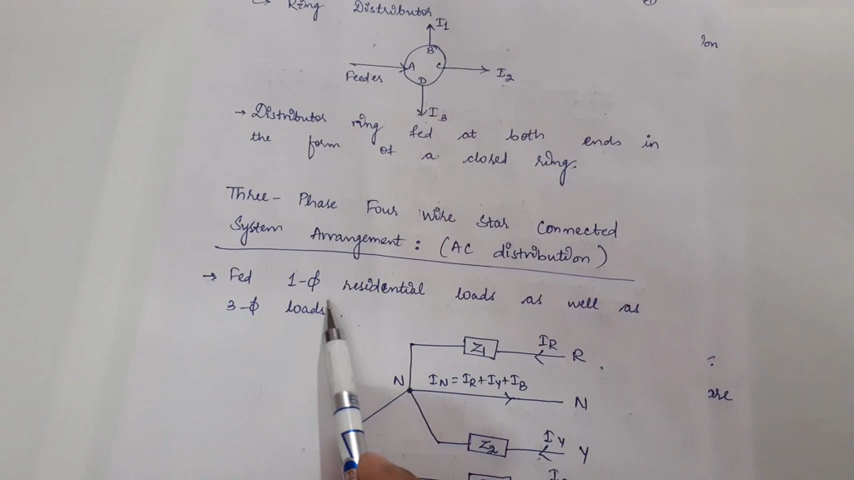 → Ring Distributor
I1
B
A
C
I2
Feeder
D
I3
→ Distributor ring fed at both ends in
the form of a closed ring.
Three-Phase Four Wire Star Connected
System Arrangement: (AC distribution)
→ Fed 1-ϕ residential loads as well as
3-ϕ loads
Z1
IR
R
N
IN = IR + IY + IB
N
Z2
IY
Y
ion
:
are